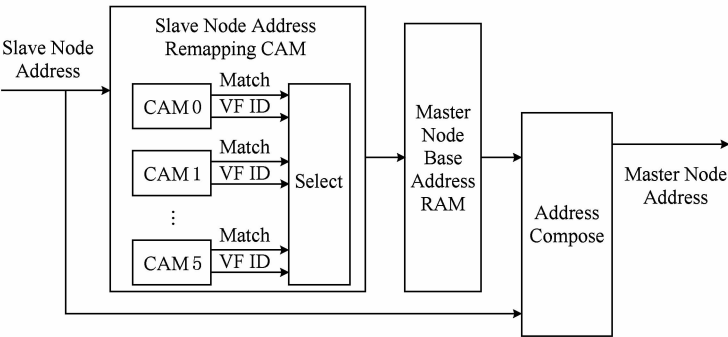 Slave Node
Address
Slave Node Address
Remapping CAM
CAM 0
Match
VF ID
CAM 1
Match
VF ID
⋮
CAM 5
Match
VF ID
Select
Master
Node
Base
Address
RAM
Address
Compose
Master Node
Address